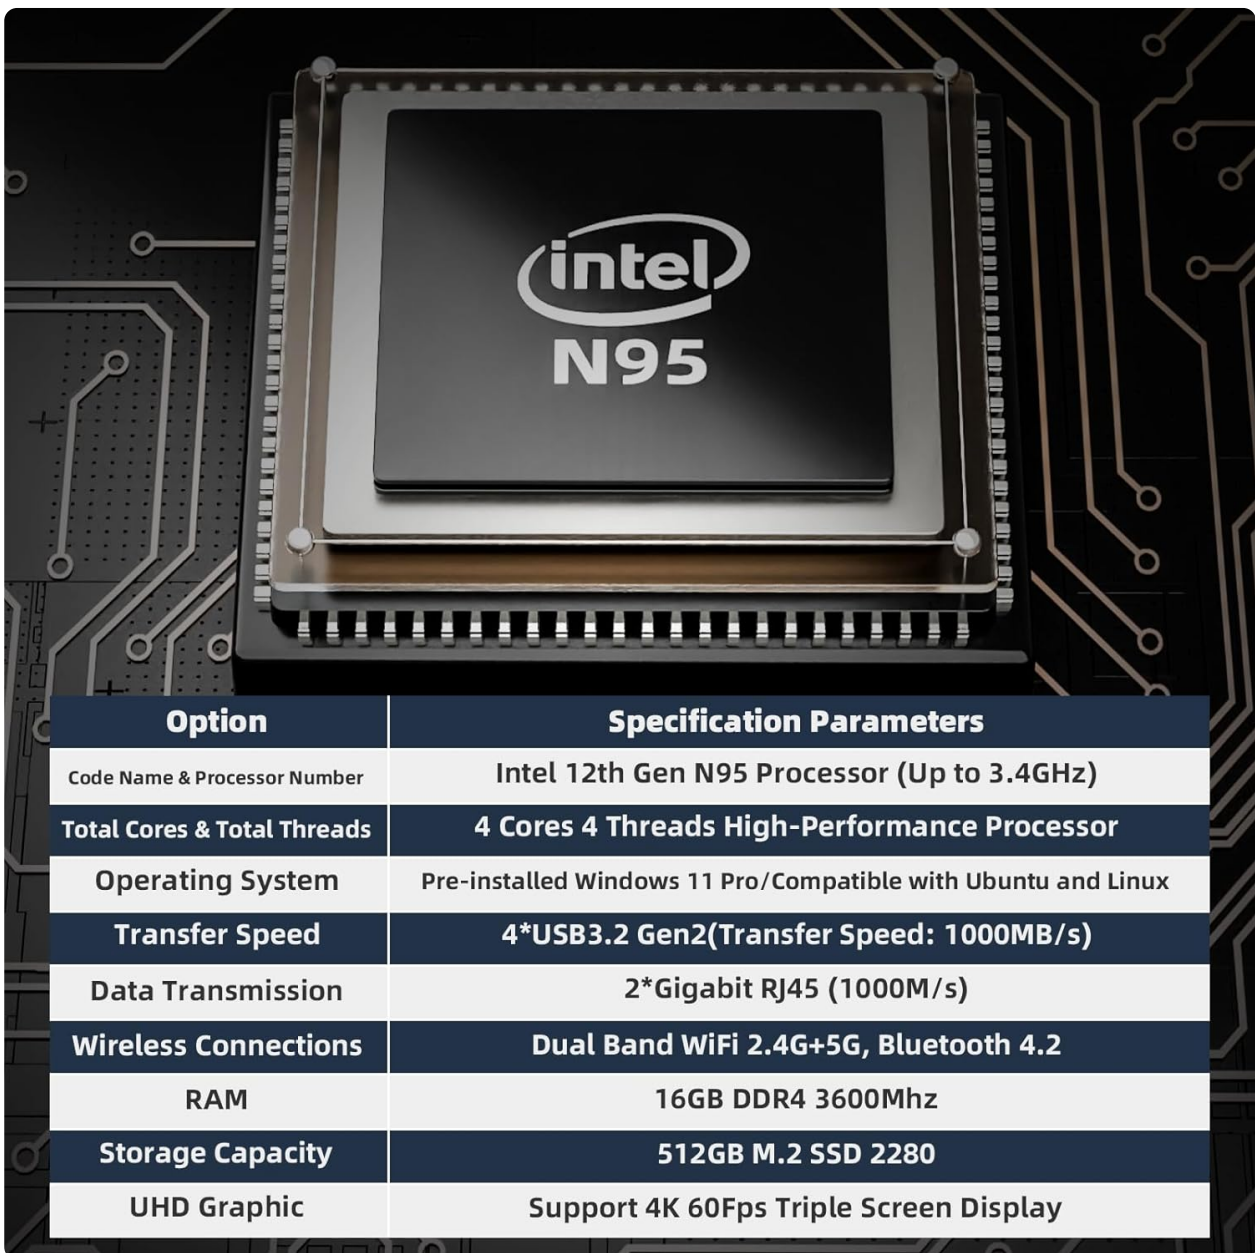 intel
N95
Option
Specification Parameters
Code Name & Processor Number
Intel 12th Gen N95 Processor (Up to 3.4GHz)
Total Cores & Total Threads
4 Cores 4 Threads High-Performance Processor
Operating System
Pre-installed Windows 11 Pro/Compatible with Ubuntu and Linux
Transfer Speed
4*USB3.2 Gen2(Transfer Speed: 1000MB/s)
Data Transmission
2*Gigabit RJ45 (1000M/s)
Wireless Connections
Dual Band WiFi 2.4G+5G, Bluetooth 4.2
RAM
16GB DDR4 3600Mhz
Storage Capacity
512GB M.2 SSD 2280
UHD Graphic
Support 4K 60Fps Triple Screen Display